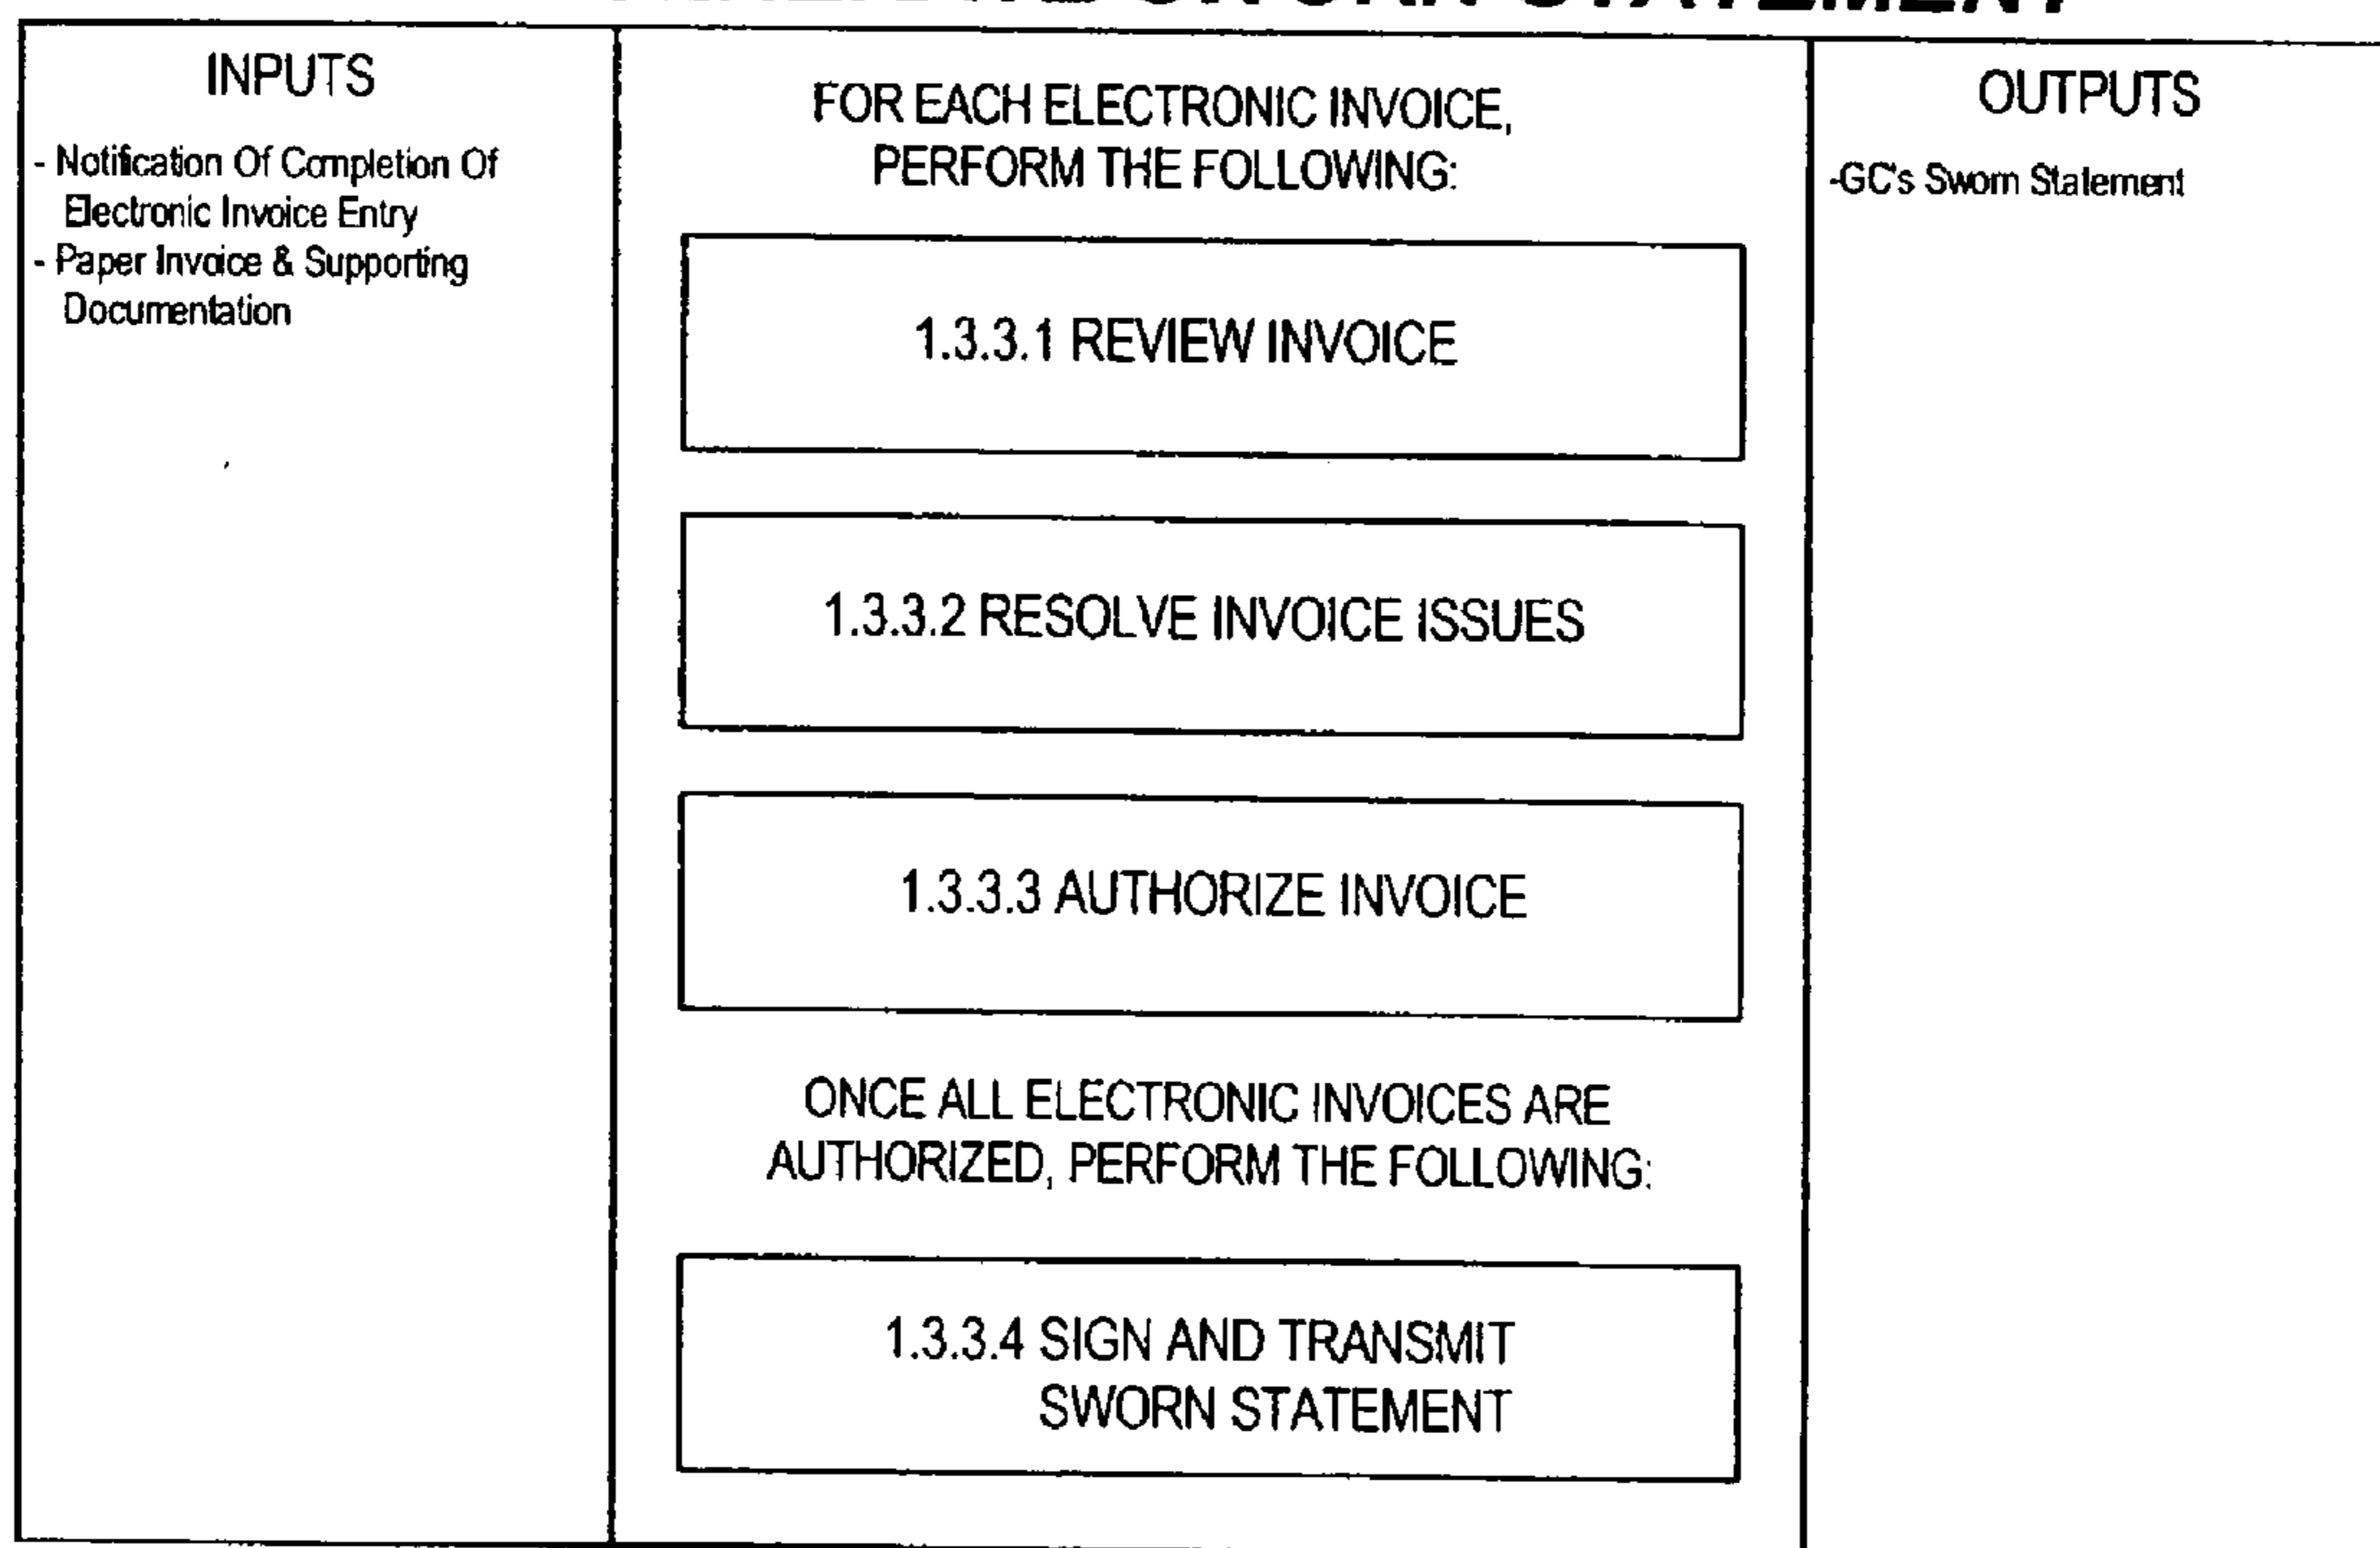 STATEMENT
INPUTS
- Notification Of Completion Of
Electronic Invoice Entry
- Paper Invoice & Supporting
Documentation
FOR EACH ELECTRONIC INVOICE,
PERFORM THE FOLLOWING:
1.3.3.1 REVIEW INVOICE
1.3.3.2 RESOLVE INVOICE ISSUES
1.3.3.3 AUTHORIZE INVOICE
ONCE ALL ELECTRONIC INVOICES ARE
AUTHORIZED, PERFORM THE FOLLOWING:
1.3.3.4 SIGN AND TRANSMIT
SWORN STATEMENT
OUTPUTS
-GC's Sworn Statement